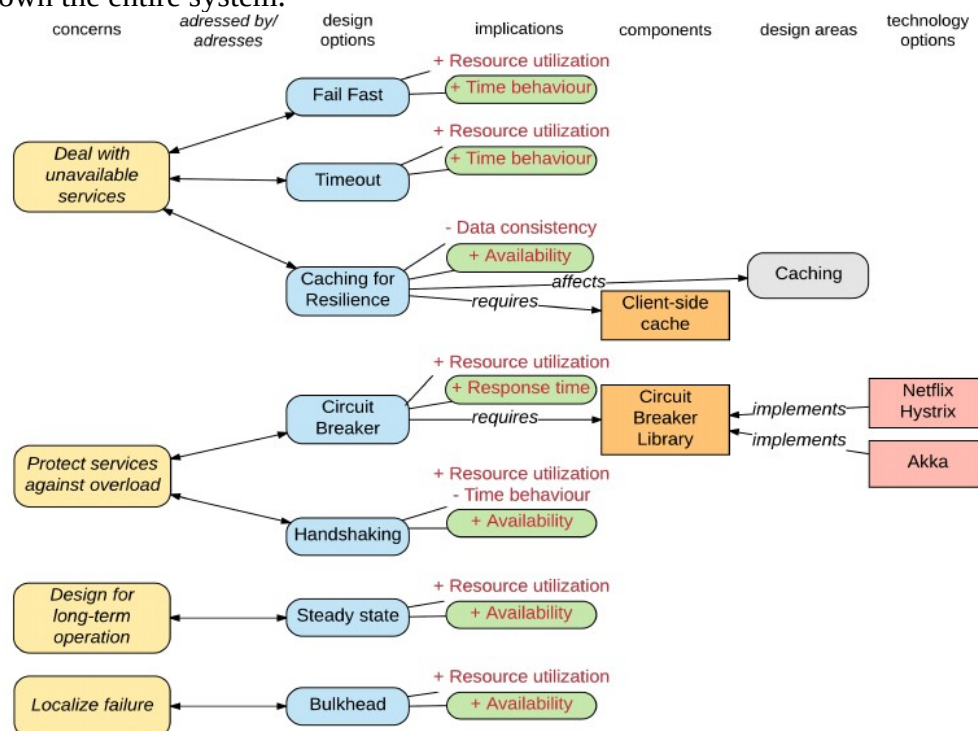 own the entire system.
concerns
adressed by/
adresses
design
options
implications
components
design areas
technology
options
+ Resource utilization
Fail Fast
+ Time behaviour
+ Resource utilization
Deal with
unavailable
services
+ Time behaviour
Timeout
- Data consistency
+ Availability
Caching for
Resilience
affects
Caching
requires
Client-side
cache
+ Resource utilization
+ Response time
Circuit
Breaker
requires
Circuit
Breaker
Library
implements
Netflix
Hystrix
implements
Akka
Protect services
against overload
+ Resource utilization
- Time behaviour
+ Availability
Handshaking
Design for
long-term
operation
+ Resource utilization
Steady state
+ Availability
+ Resource utilization
Localize failure
Bulkhead
+ Availability